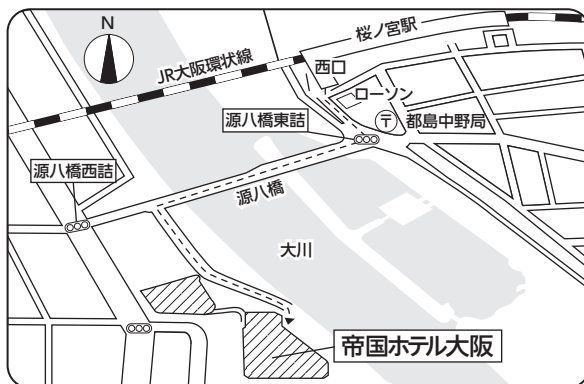 N
桜ノ宮駅
JR大阪環状線
西口
ローソン
〒
都島中野局
源八橋東詰
源八橋西詰
源八橋
大川
帝国ホテル大阪